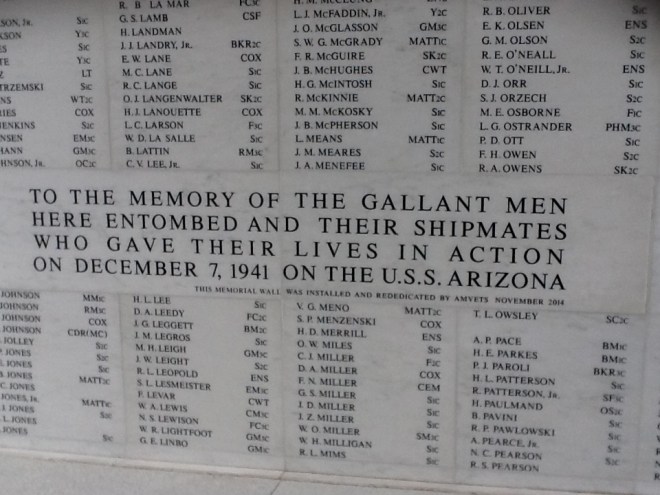 R. B. LA MAR FC3C
G. S. LAMB CSF
H. LANDMAN
J. J. LANDRY, JR. BKR2C
E. W. LANE COX
M. C. LANE S1C
R. C. LANGE S1C
O. J. LANGENWALTER SK2C
H. J. LANOUETTE COX
L. C. LARSON F3C
W. D. LA SALLE S1C
B. LATTIN RM3C
C. V. LEE, JR. S1C
H. M. McCLUNG
L. J. McFADDIN, JR. Y2C
J. O. McGLASSON GM3C
S. W. McGRADY MATT1C
F. R. McGUIRE SK2C
J. B. McHUGHES CWT
H. G. McINTOSH S1C
R. McKINNIE MATT2C
M. M. McKOSKY S1C
J. B. McPHERSON S1C
L. MEANS MATT1C
J. M. MEARES S2C
J. A. MENEFEE S1C
R. B. OLIVER S1C
E. K. OLSEN ENS
G. M. OLSON S2C
R. E. O'NEALL S1C
W. T. O'NEILL, JR. ENS
D. J. ORR S1C
S. J. ORZECH S2C
M. E. OSBORNE F1C
L. G. OSTRANDER PHM3C
P. D. OTT S1C
F. H. OWEN S2C
R. A. OWENS SK2C
TO THE MEMORY OF THE GALLANT MEN
HERE ENTOMBED AND THEIR SHIPMATES
WHO GAVE THEIR LIVES IN ACTION
ON DECEMBER 7, 1941 ON THE U.S.S. ARIZONA
THIS MEMORIAL WALL WAS INSTALLED AND REDEDICATED BY AMVETS NOVEMBER 2014
JOHNSON MM1C
JOHNSON RM3C
JOHNSON COX
JOHNSON CDR(MC)
JOLLEY S2C
JONES
JONES S1C
JONES
JONES MATT3C
JONES, JR.
JONES MATT1C
JONES
JONES S1C
H. L. LEE S1C
D. A. LEEDY FC2C
J. G. LEGGETT BM2C
J. M. LEGROS S1C
M. H. LEIGH GM3C
J. W. LEIGHT S2C
R. L. LEOPOLD ENS
S. L. LESMEISTER EM3C
F. LEVAR CWT
W. A. LEWIS CM3C
N. S. LEWISON FC3C
W. R. LIGHTFOOT GM3C
G. E. LINBO GM1C
V. G. MENO MATT2C
S. P. MENZENSKI COX
H. D. MERRILL ENS
O. W. MILES S1C
C. J. MILLER F2C
D. A. MILLER COX
F. N. MILLER CEM
G. S. MILLER S1C
J. D. MILLER S1C
J. Z. MILLER S1C
W. O. MILLER SM3C
W. H. MILLIGAN S1C
R. L. MIMS S1C
T. L. OWSLEY SC2C
A. P. PACE BM1C
H. E. PARKES BM1C
P. J. PAROLI BKR3C
H. L. PATTERSON S1C
R. PATTERSON, JR. SF3C
H. PAULMAND OS2C
B. PAVINI S1C
R. P. PAWLOWSKI S1C
A. PEARCE, JR. S1C
N. C. PEARSON S1C
R. S. PEARSON